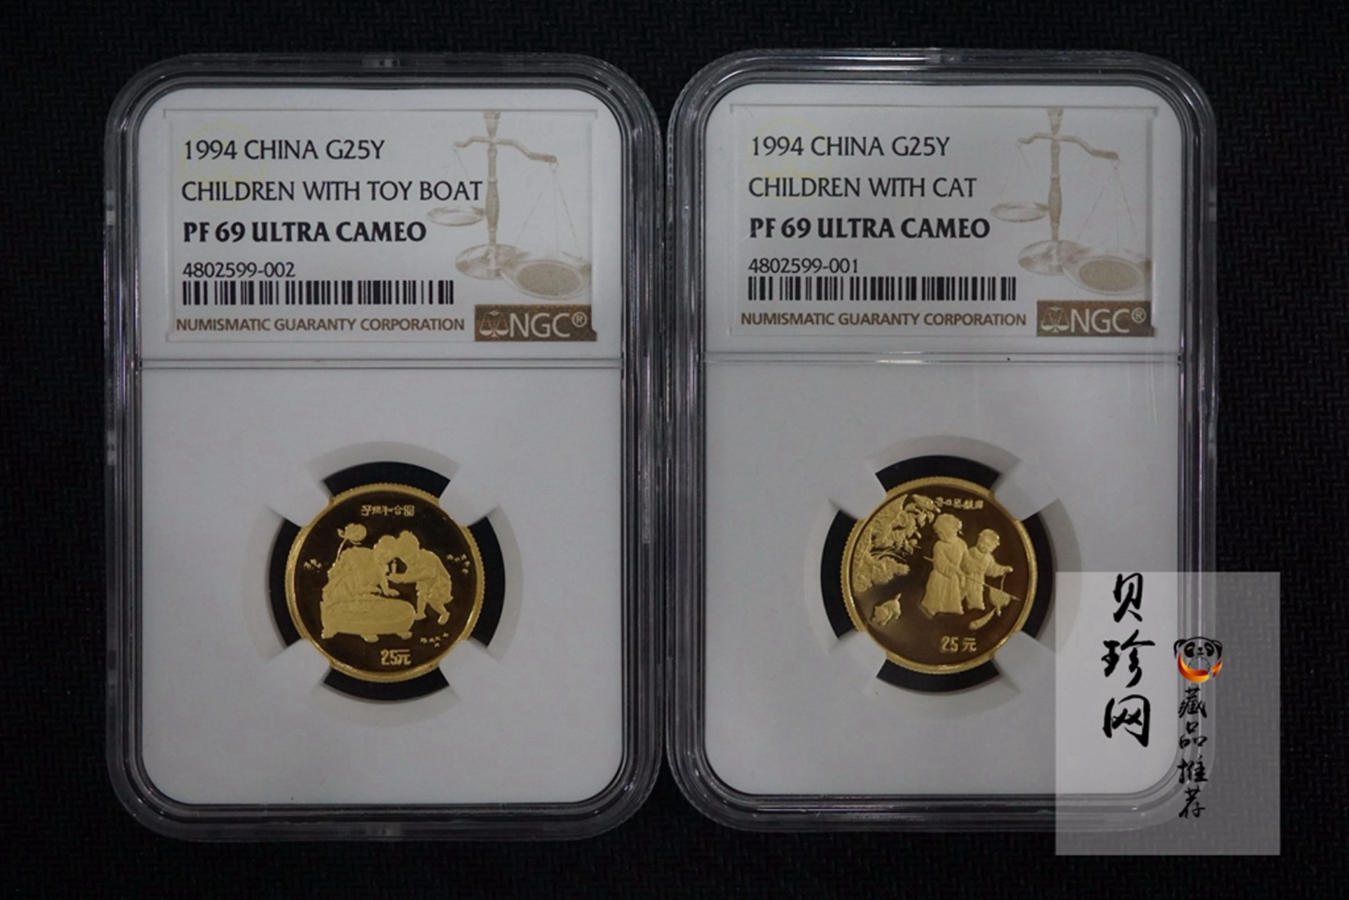 1994 CHINA G25Y
CHILDREN WITH TOY BOAT
PF 69 ULTRA CAMEO
4802599-002
NUMISMATIC GUARANTY CORPORATION
NGC®
25元
1994 CHINA G25Y
CHILDREN WITH CAT
PF 69 ULTRA CAMEO
4802599-001
NUMISMATIC GUARANTY CORPORATION
NGC®
25元
贝珍网
藏品推荐